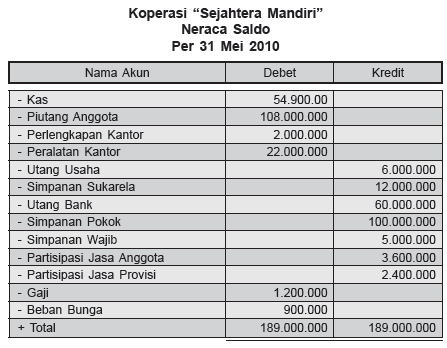 Koperasi “Sejahtera Mandiri”
Neraca Saldo
Per 31 Mei 2010
Nama Akun Debet Kredit
- Kas 54.900.00
- Piutang Anggota 108.000.000
- Perlengkapan Kantor 2.000.000
- Peralatan Kantor 22.000.000
- Utang Usaha 6.000.000
- Simpanan Sukarela 12.000.000
- Utang Bank 60.000.000
- Simpanan Pokok 100.000.000
- Simpanan Wajib 5.000.000
- Partisipasi Jasa Anggota 3.600.000
- Partisipasi Jasa Provisi 2.400.000
- Gaji 1.200.000
- Beban Bunga 900.000
+ Total 189.000.000 189.000.000